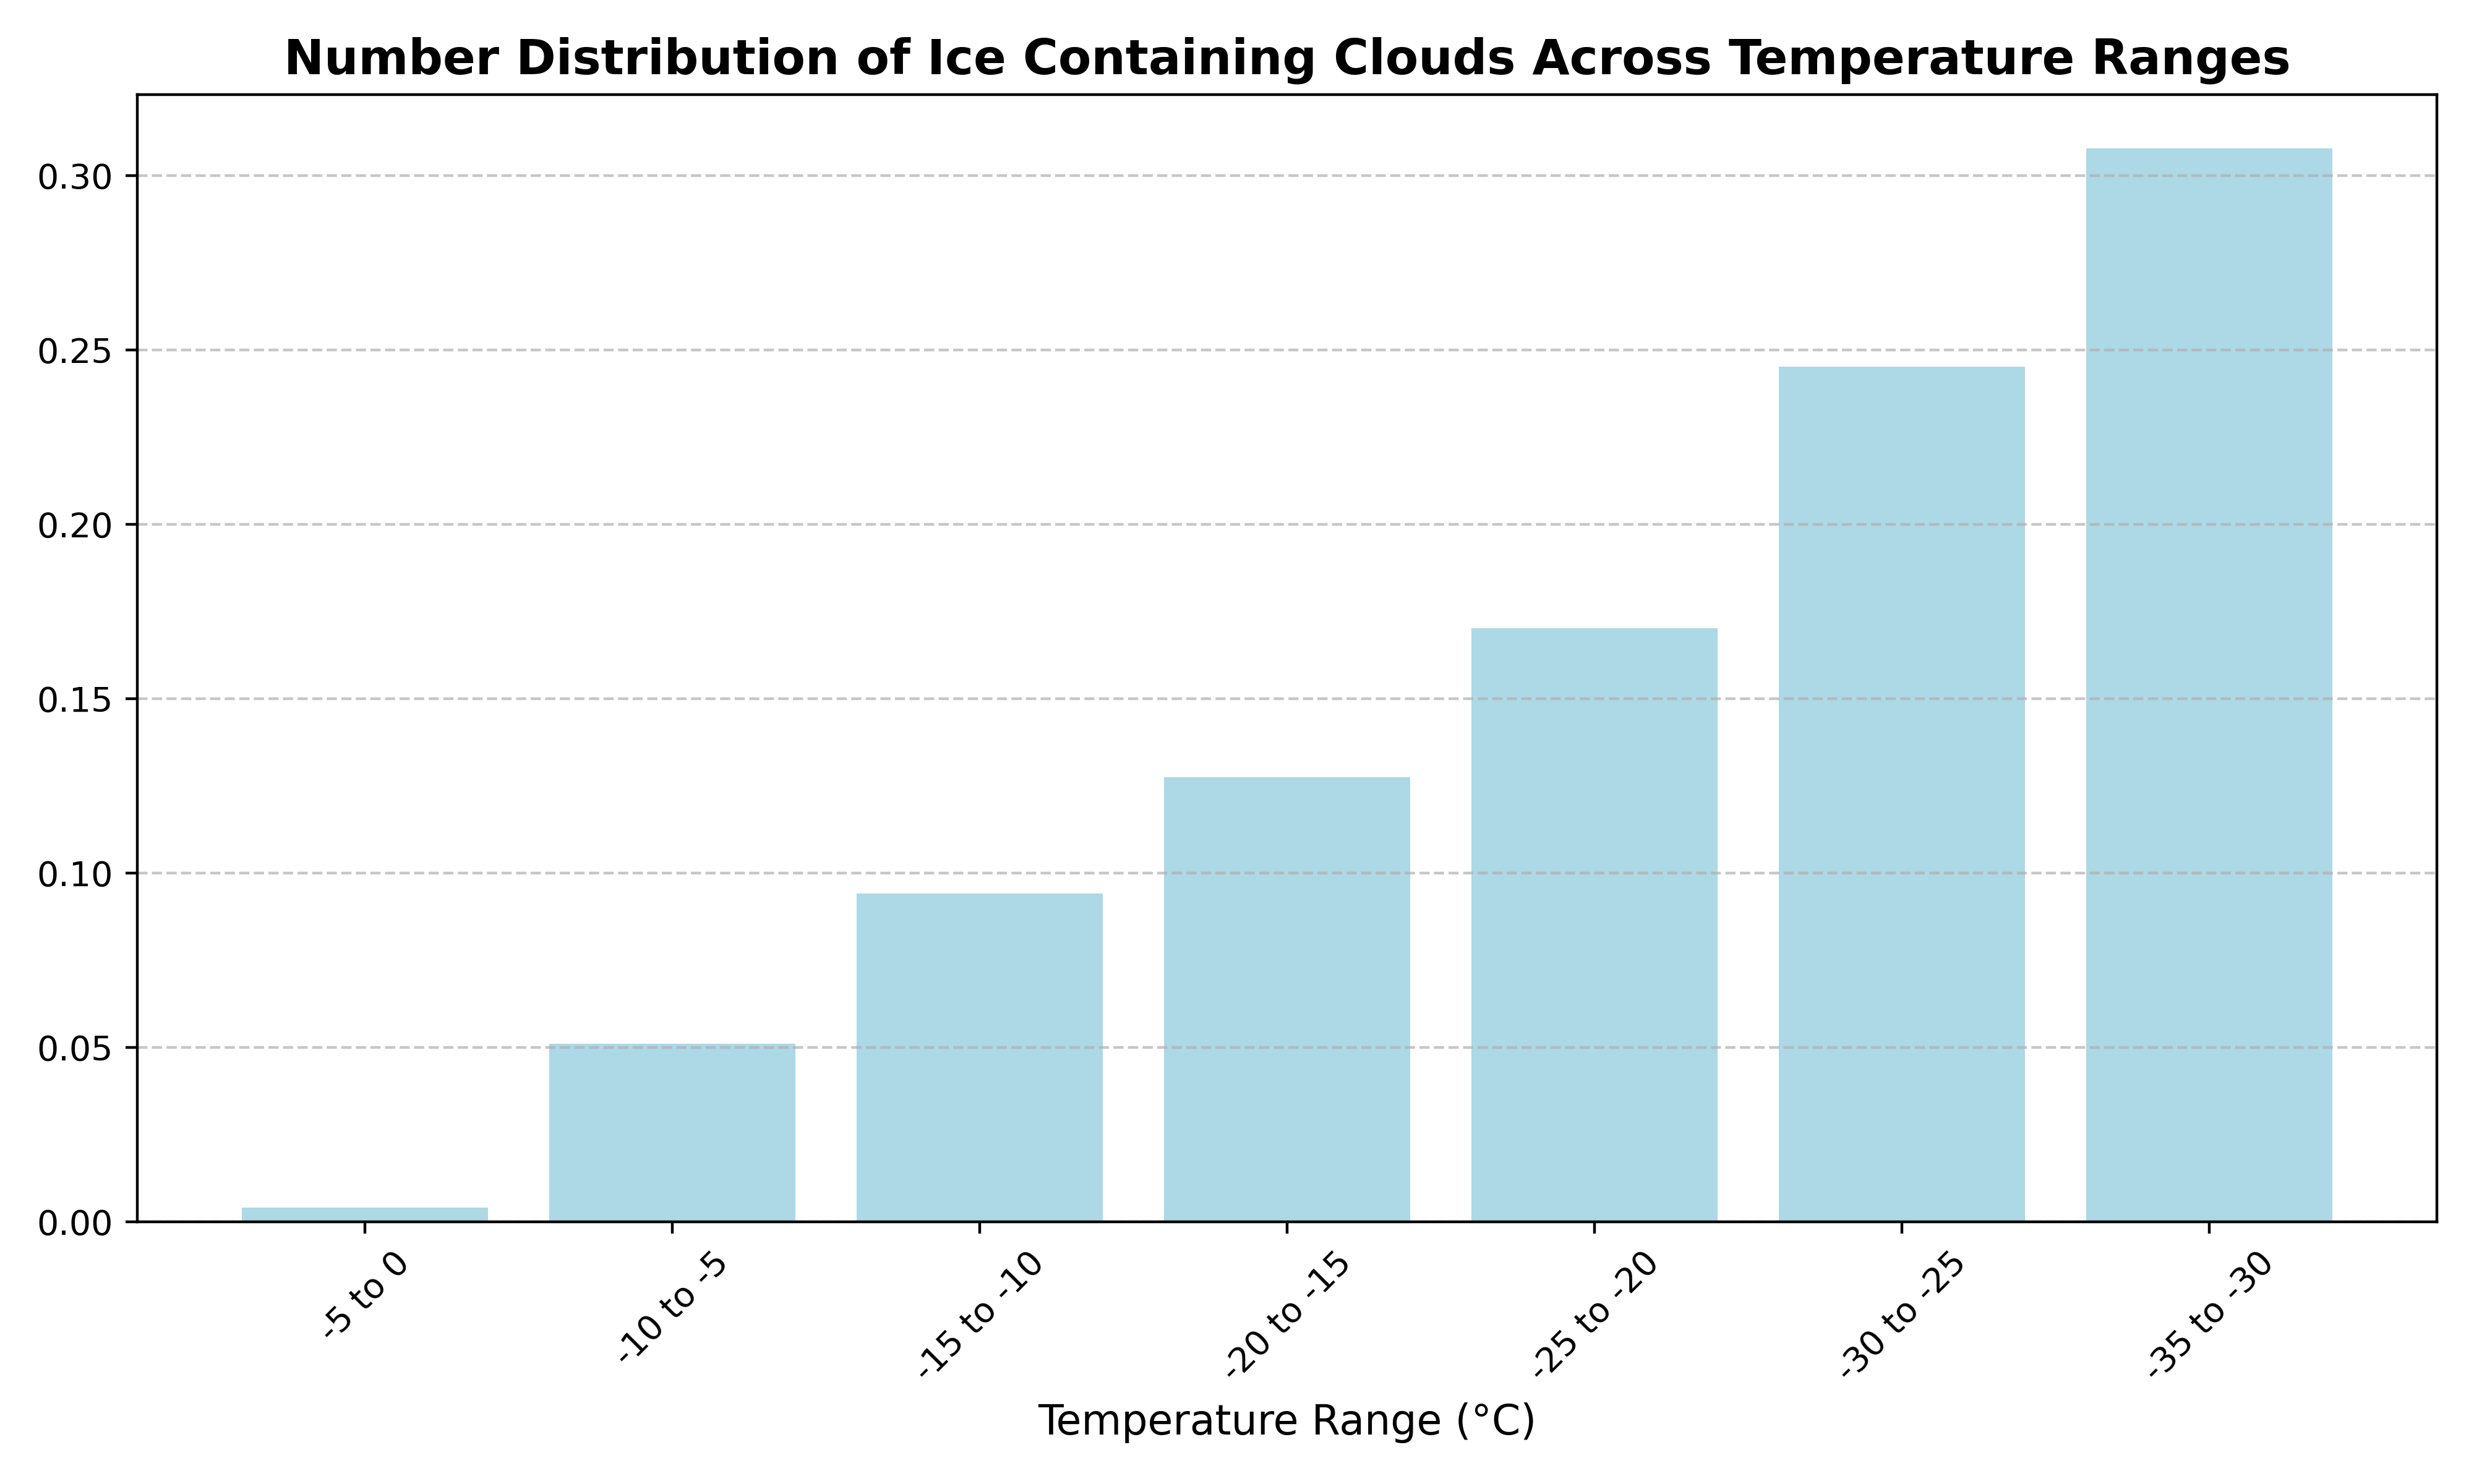 Number Distribution of Ice Containing Clouds Across Temperature Ranges
0.30
0.25
0.20
0.15
0.10
0.05
0.00
-5 to 0
-10 to -5
-15 to -10
-20 to -15
-25 to -20
-30 to -25
-35 to -30
Temperature Range (°C)